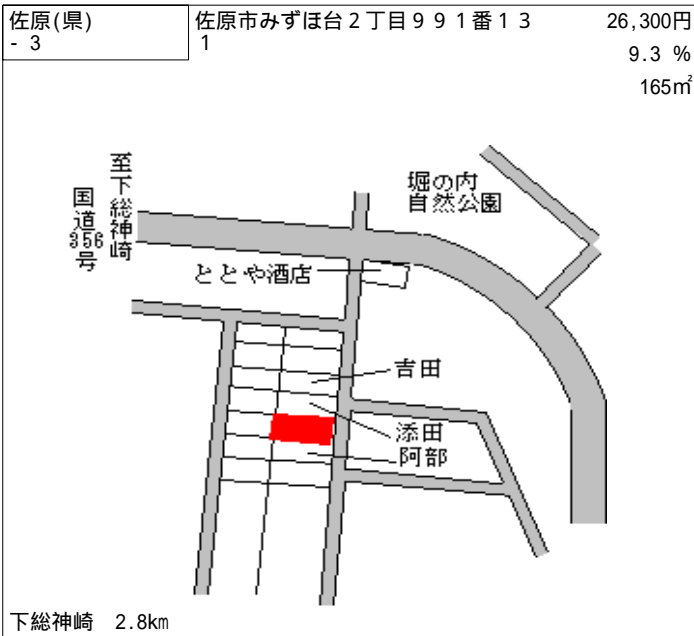 佐原(県)
- 3
佐原市みずほ台２丁目９９１番１３
1
26,300円
9.3 %
165㎡
至下総神崎
国道356号
堀の内
自然公園
ととや酒店
吉田
添田
阿部
下総神崎 2.8km